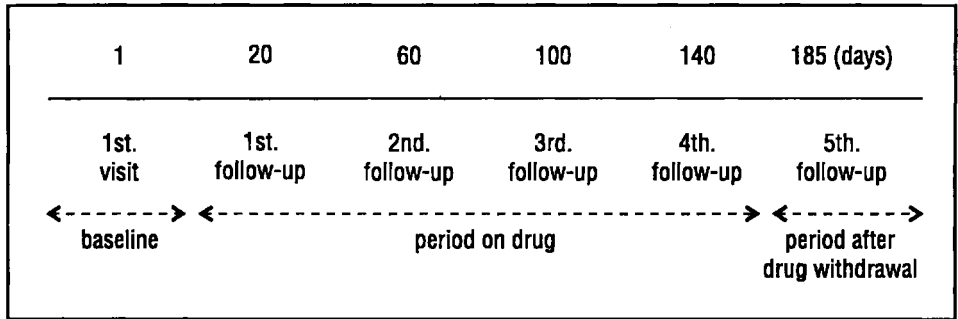 1 20 60 100 140 185 (days)
1st. 1st. 2nd. 3rd. 4th. 5th.
visit follow-up follow-up follow-up follow-up follow-up
baseline period on drug period after
drug withdrawal